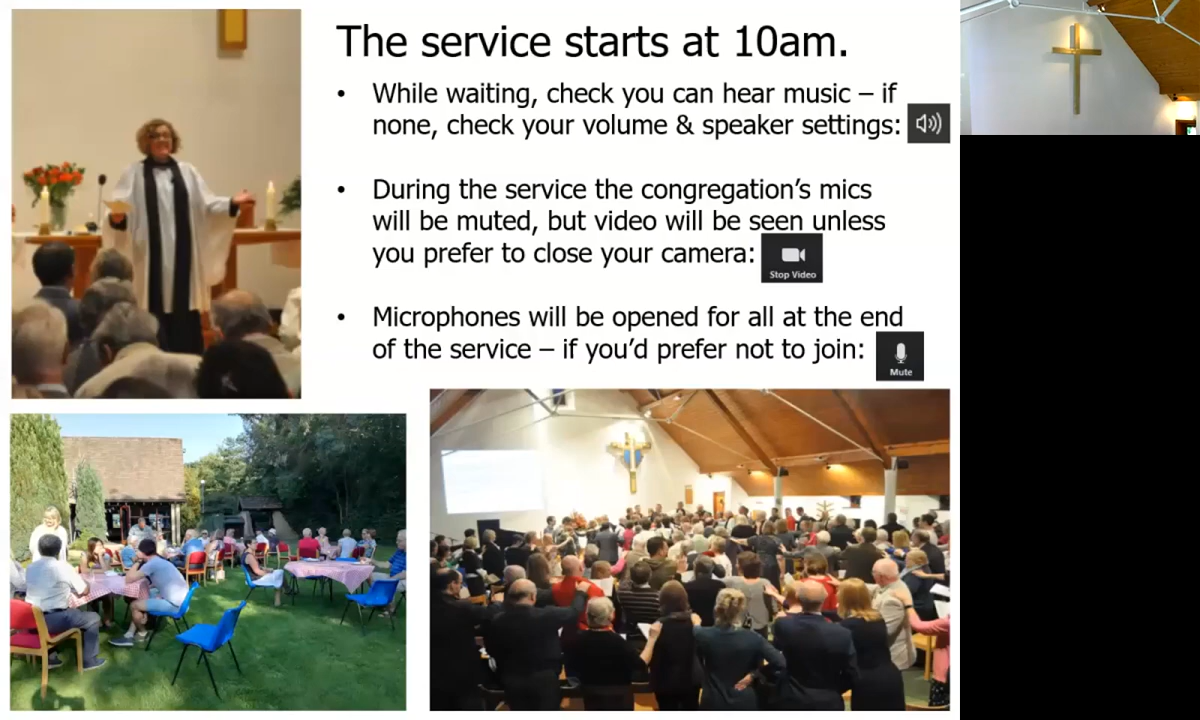 The service starts at 10am.
• While waiting, check you can hear music – if
none, check your volume & speaker settings:
• During the service the congregation's mics
will be muted, but video will be seen unless
you prefer to close your camera:
Stop Video
• Microphones will be opened for all at the end
of the service – if you'd prefer not to join:
Mute